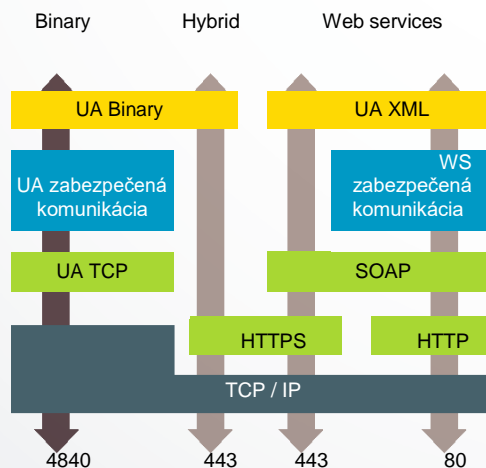 Binary Hybrid Web services
UA Binary UA XML
UA zabezpečená
komunikácia
WS
zabezpečená
komunikácia
UA TCP SOAP
HTTPS HTTP
TCP / IP
4840 443 443 80